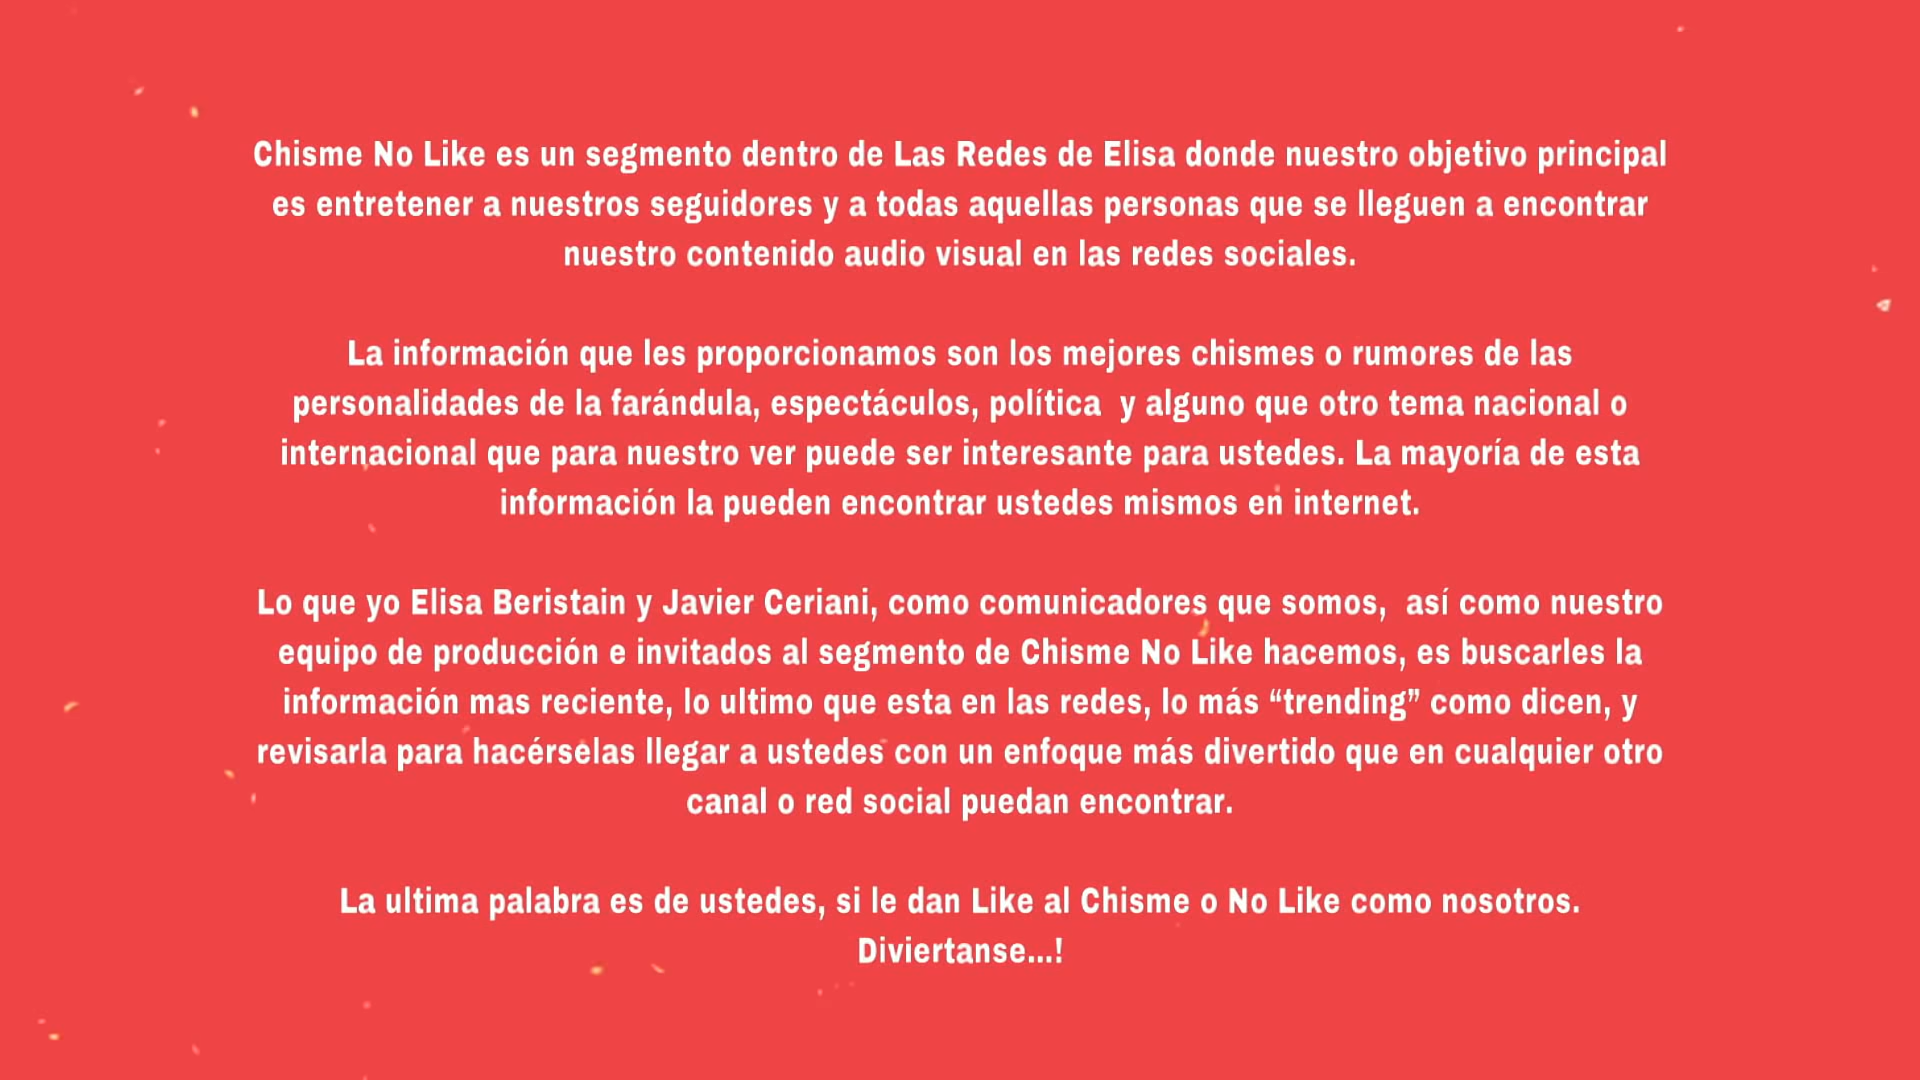 Chisme No Like es un segmento dentro de Las Redes de Elisa donde nuestro objetivo principal
es entretener a nuestros seguidores y a todas aquellas personas que se lleguen a encontrar
nuestro contenido audio visual en las redes sociales.
La información que les proporcionamos son los mejores chismes o rumores de las
personalidades de la farándula, espectáculos, política  y alguno que otro tema nacional o
internacional que para nuestro ver puede ser interesante para ustedes. La mayoría de esta
información la pueden encontrar ustedes mismos en internet.
Lo que yo Elisa Beristain y Javier Ceriani, como comunicadores que somos,  así como nuestro
equipo de producción e invitados al segmento de Chisme No Like hacemos, es buscarles la
información mas reciente, lo ultimo que esta en las redes, lo más “trending” como dicen, y
revisarla para hacérselas llegar a ustedes con un enfoque más divertido que en cualquier otro
canal o red social puedan encontrar.
La ultima palabra es de ustedes, si le dan Like al Chisme o No Like como nosotros.
Diviertanse...!